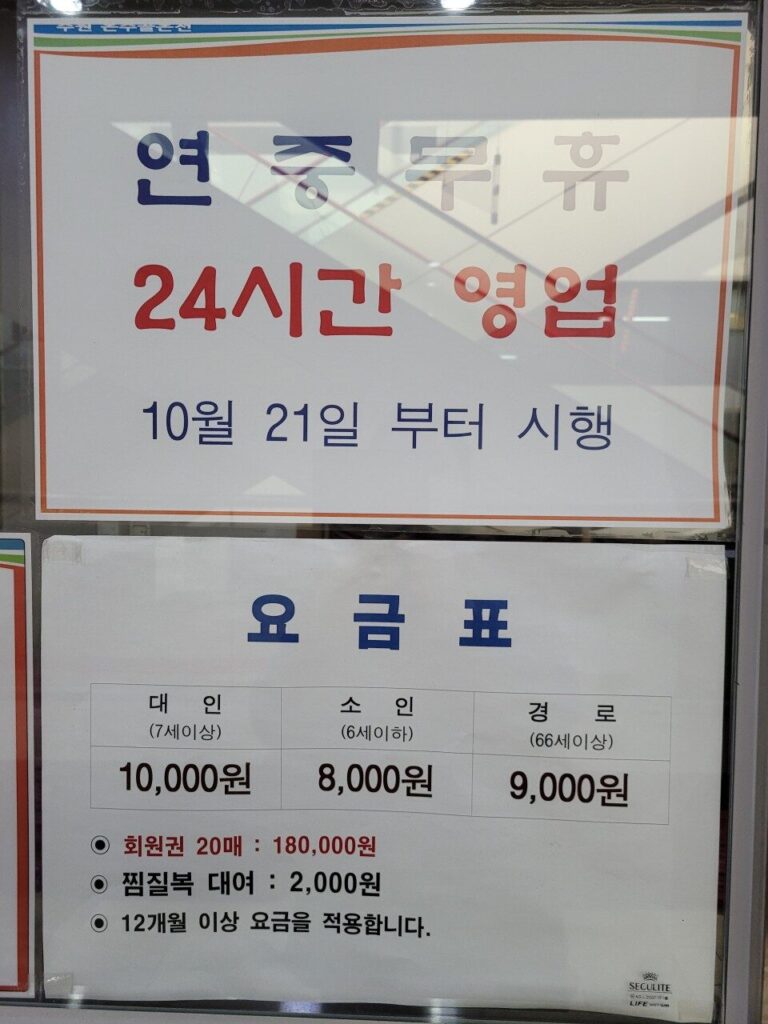 연 중 무 휴
24시간 영업
10월 21일 부터 시행
요 금 표
대 인 소 인 경 로
(7세이상) (6세이하) (66세이상)
10,000원 8,000원 9,000원
◉ 회원권 20매 : 180,000원
◉ 찜질복 대여 : 2,000원
◉ 12개월 이상 요금을 적용합니다.
SECULITE
LIFE